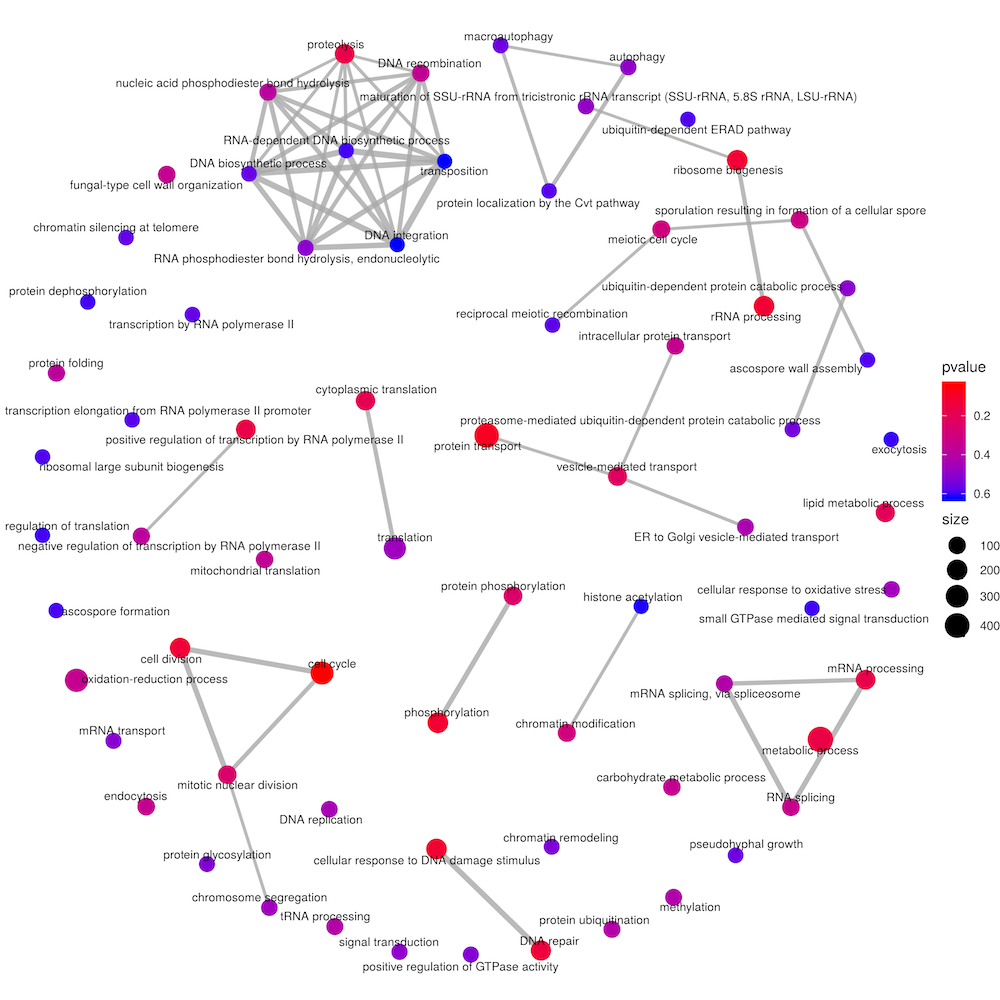 macroautophagy
proteolysis
autophagy
DNA recombination
nucleic acid phosphodiester bond hydrolysis
maturation of SSU-rRNA from tricistronic rRNA transcript (SSU-rRNA, 5.8S rRNA, LSU-rRNA)
ubiquitin-dependent ERAD pathway
RNA-dependent DNA biosynthetic process
DNA biosynthetic process
transposition
ribosome biogenesis
fungal-type cell wall organization
protein localization by the Cvt pathway
sporulation resulting in formation of a cellular spore
chromatin silencing at telomere
DNA integration
meiotic cell cycle
RNA phosphodiester bond hydrolysis, endonucleolytic
ubiquitin-dependent protein catabolic process
protein dephosphorylation
reciprocal meiotic recombination
rRNA processing
transcription by RNA polymerase II
intracellular protein transport
protein folding
ascospore wall assembly
pvalue
cytoplasmic translation
transcription elongation from RNA polymerase II promoter
0.2
proteasome-mediated ubiquitin-dependent protein catabolic process
positive regulation of transcription by RNA polymerase II
protein transport
exocytosis
0.4
ribosomal large subunit biogenesis
vesicle-mediated transport
0.6
lipid metabolic process
size
regulation of translation
negative regulation of transcription by RNA polymerase II
translation
ER to Golgi vesicle-mediated transport
100
mitochondrial translation
200
protein phosphorylation
cellular response to oxidative stress
300
histone acetylation
ascospore formation
small GTPase mediated signal transduction
400
cell division
cell cycle
mRNA processing
oxidation-reduction process
mRNA splicing, via spliceosome
phosphorylation
chromatin modification
mRNA transport
metabolic process
carbohydrate metabolic process
mitotic nuclear division
endocytosis
RNA splicing
DNA replication
chromatin remodeling
pseudohyphal growth
protein glycosylation
cellular response to DNA damage stimulus
chromosome segregation
methylation
tRNA processing
protein ubiquitination
signal transduction
DNA repair
positive regulation of GTPase activity